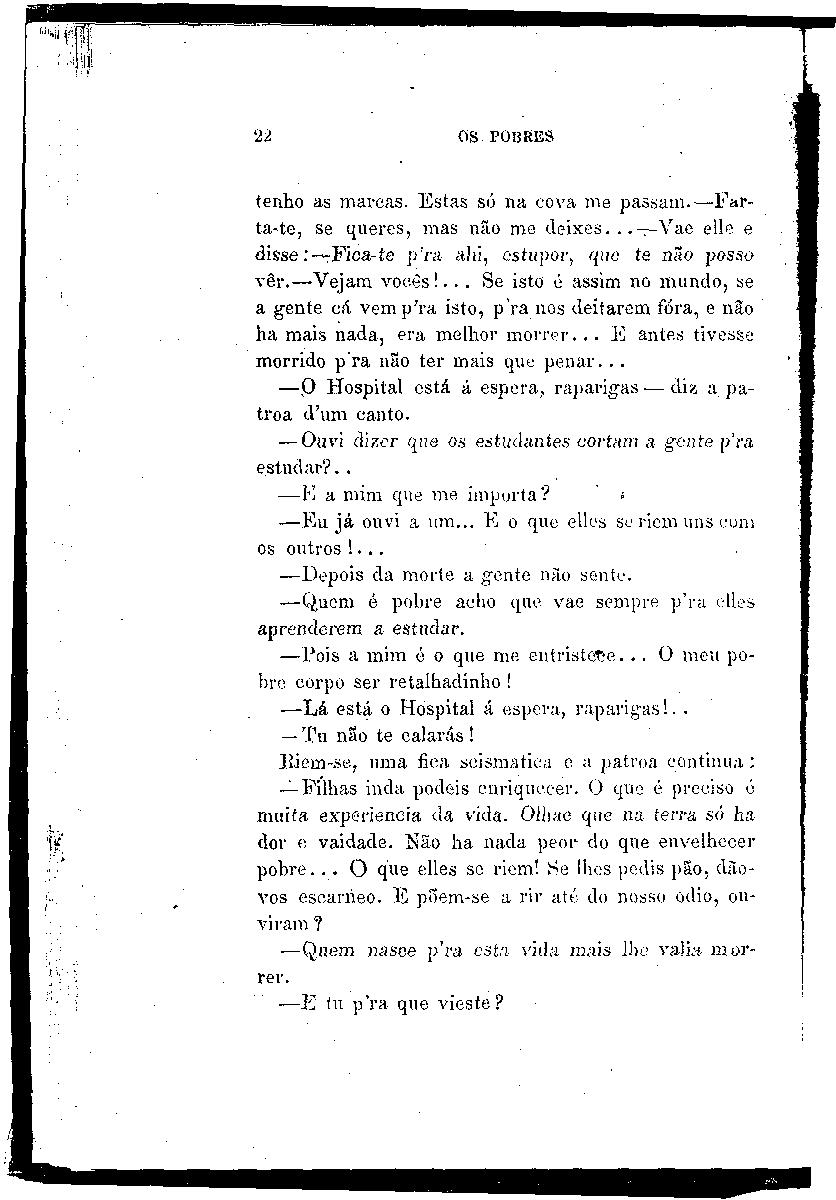 22 OS POBRES
tenho as marcas. Estas só na cova me passam.—Far-
ta-te, se queres, mas não me deixes...—Vae elle e
disse:—Fica-te p'ra ahi, estupor, que te não posso
vêr.—Vejam vocês!... Se isto é assim no mundo, se
a gente cá vem p'ra isto, p'ra nos deitarem fóra, e não
ha mais nada, era melhor morrer... E antes tivesse
morrido p'ra não ter mais que penar...
—O Hospital está á espera, raparigas — diz a pa-
troa d'um canto.
—Ouvi dizer que os estudantes cortam a gente p'ra
estudar?..
—E a mim que me importa?
—Eu já ouvi a um... E o que elles se riem uns com
os outros!...
—Depois da morte a gente não sente.
—Quem é pobre acho que vae sempre p'ra elles
aprenderem a estudar.
—Pois a mim é o que me entristece... O meu po-
bre corpo ser retalhadinho!
—Lá está o Hospital á espera, raparigas!..
—Tu não te calarás!
Riem-se, uma fica scismatica e a patroa continua:
—Filhas inda podeis enriquecer. O que é preciso é
muita experiencia da vida. Olhae que na terra só ha
dor e vaidade. Não ha nada peor do que envelhecer
pobre... O que elles se riem! Se lhes pedis pão, dão-
vos escarneo. E põem-se a rir até do nosso odio, ou-
viram?
—Quem nasce p'ra esta vida mais lhe valia mor-
rer.
—E tu p'ra que vieste?